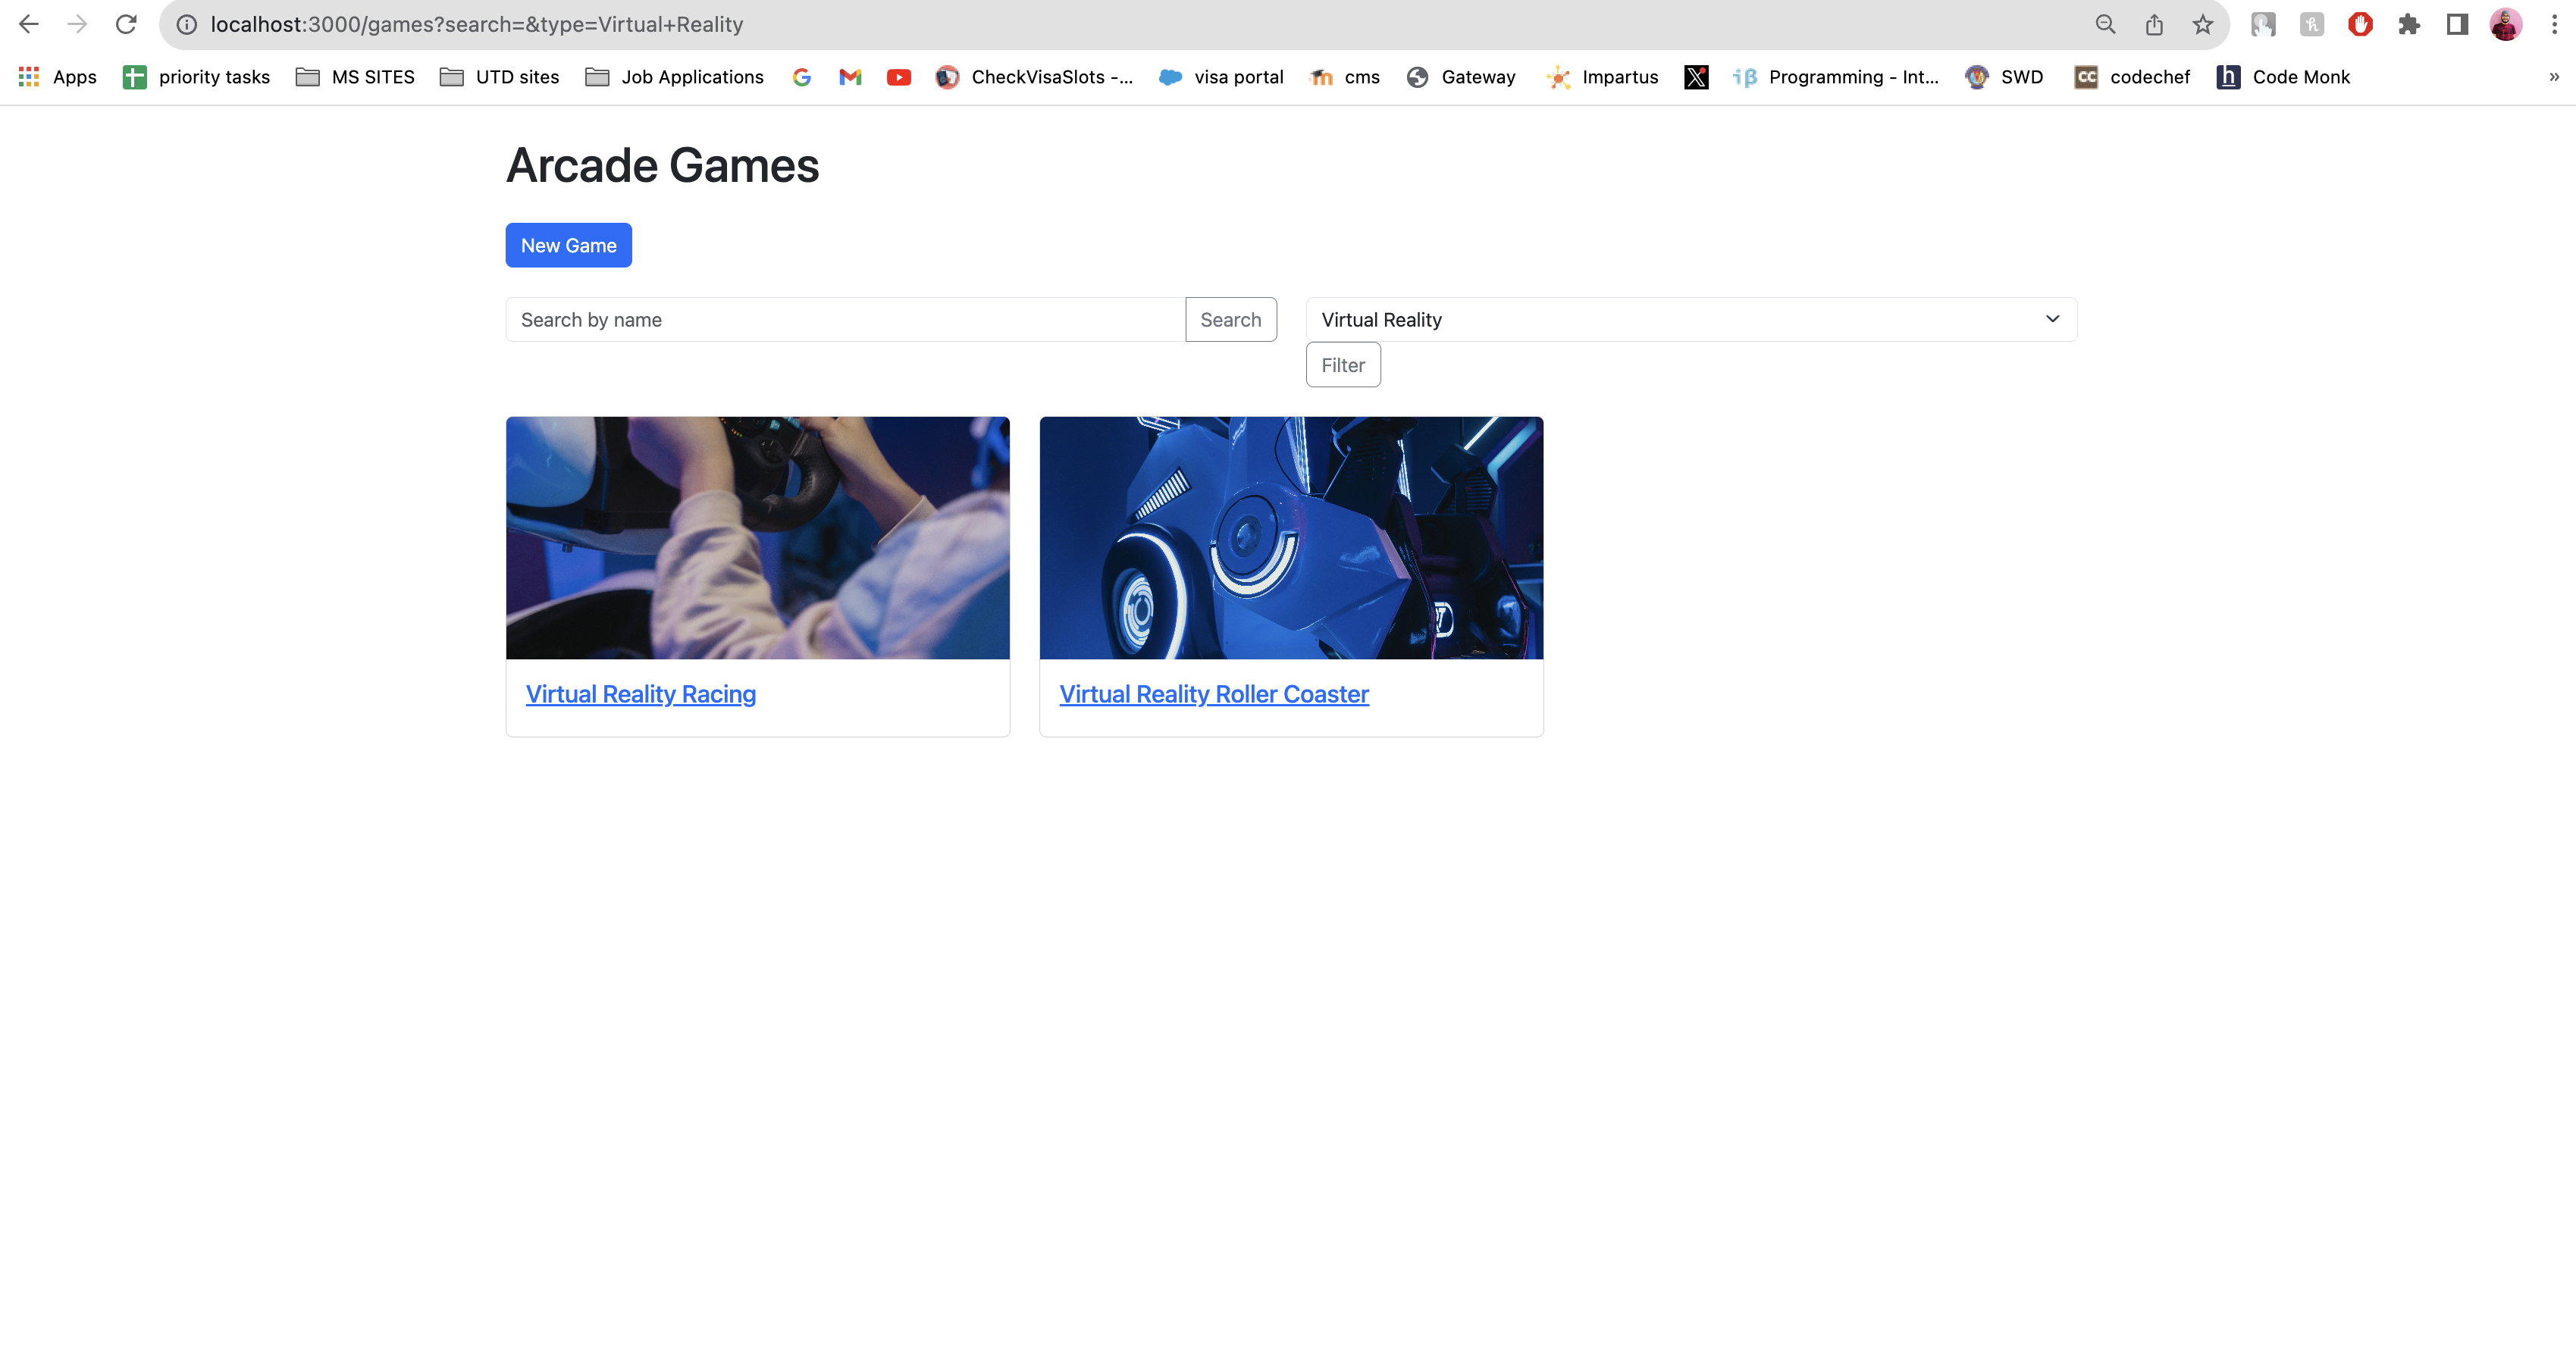 localhost:3000/games?search=&type=Virtual+Reality
Apps priority tasks MS SITES UTD sites Job Applications CheckVisaSlots -... visa portal cms Gateway Impartus Programming - Int... SWD CC codechef h Code Monk »
Arcade Games
New Game
Search by name Search Virtual Reality
Filter
Virtual Reality Racing Virtual Reality Roller Coaster